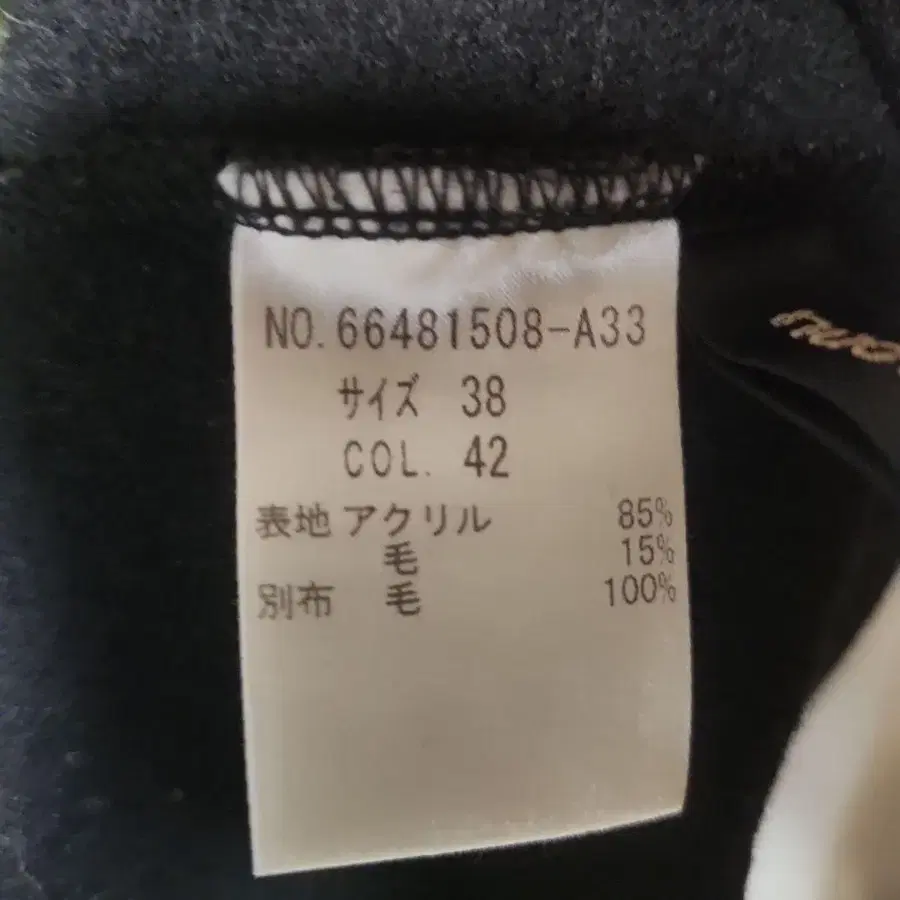 NO.66481508-A33
サイズ 38
COL. 42
表地 アクリル 85%
毛 15%
別布 毛 100%